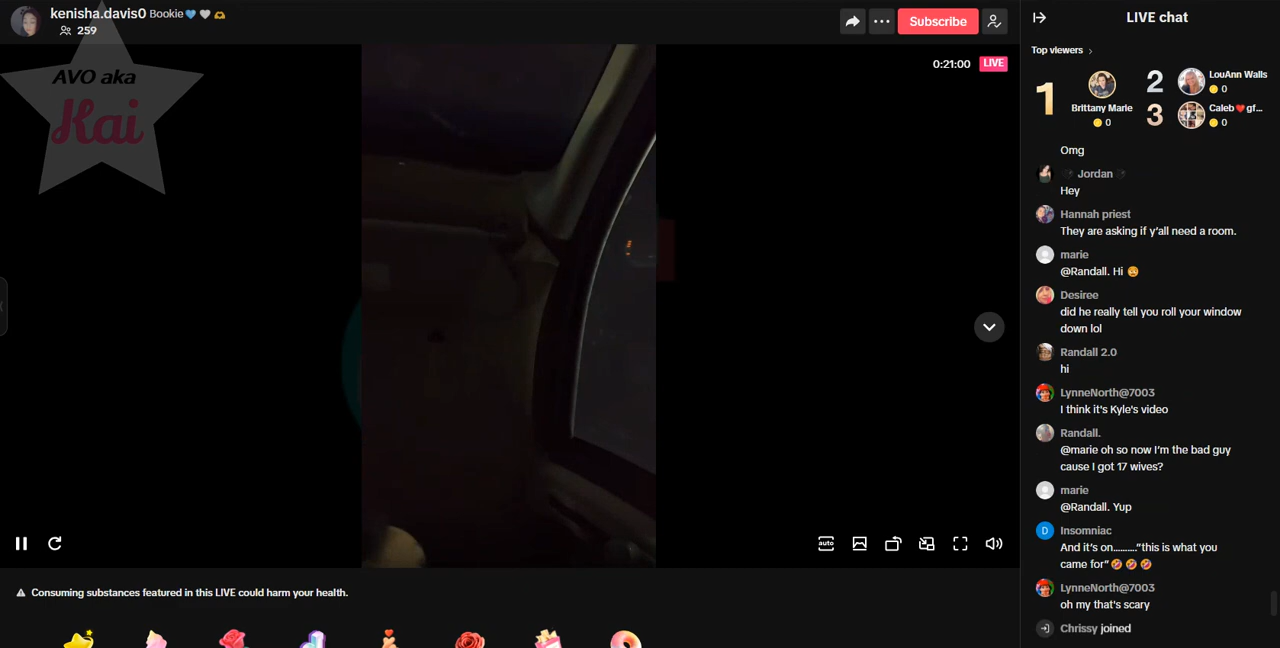 kenisha.davis0 Bookie💙🤍🫶
259
Subscribe
AVO aka
Kai
0:21:00 LIVE
auto
⚠ Consuming substances featured in this LIVE could harm your health.
LIVE chat
Top viewers >
1
Brittany Marie
0
2
LouAnn Walls
0
3
Caleb❤️gf...
0
Omg
🖤 Jordan 🖤
Hey
Hannah priest
They are asking if y'all need a room.
marie
@Randall. Hi 🤭
Desiree
did he really tell you roll your window
down lol
Randall 2.0
hi
LynneNorth@7003
I think it's Kyle's video
Randall.
@marie oh so now I'm the bad guy
cause I got 17 wives?
marie
@Randall. Yup
D
Insomniac
And it's on.........“this is what you
came for” 🤣 🤣 🤣
LynneNorth@7003
oh my that's scary
Chrissy joined